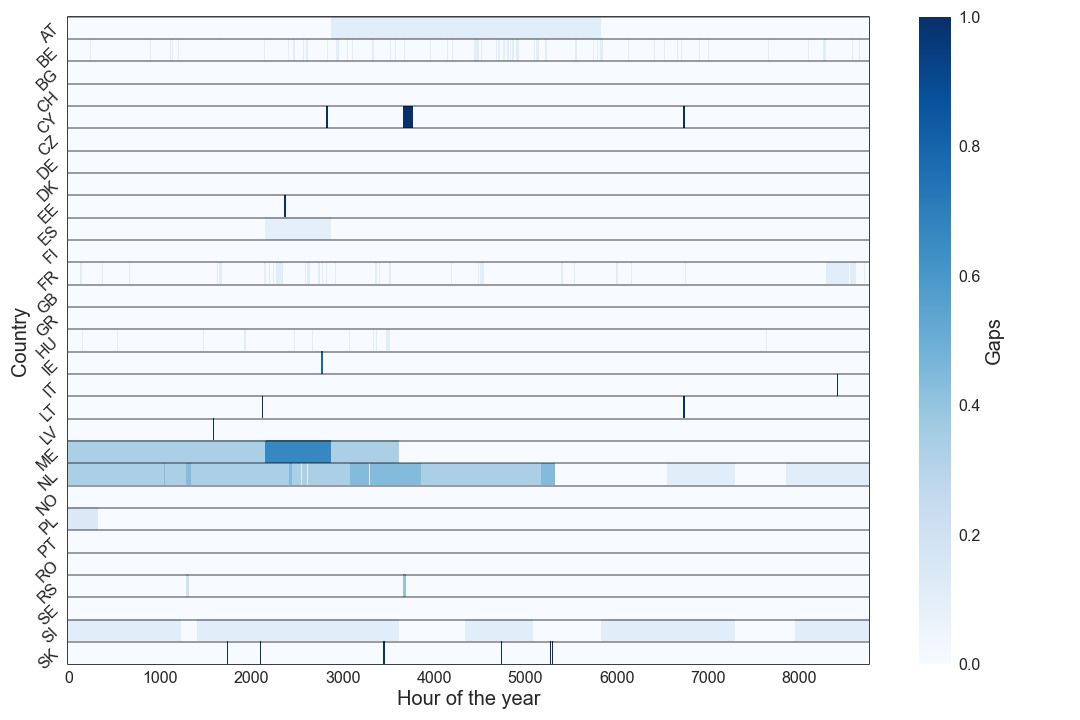 Country
AT
BE
BG
CH
CY
CZ
DE
DK
EE
ES
FI
FR
GB
GR
HU
IE
IT
LT
LV
ME
NL
NO
PL
PT
RO
RS
SE
SI
SK
0 1000 2000 3000 4000 5000 6000 7000 8000
Hour of the year
1.0
0.8
0.6
0.4
0.2
0.0
Gaps